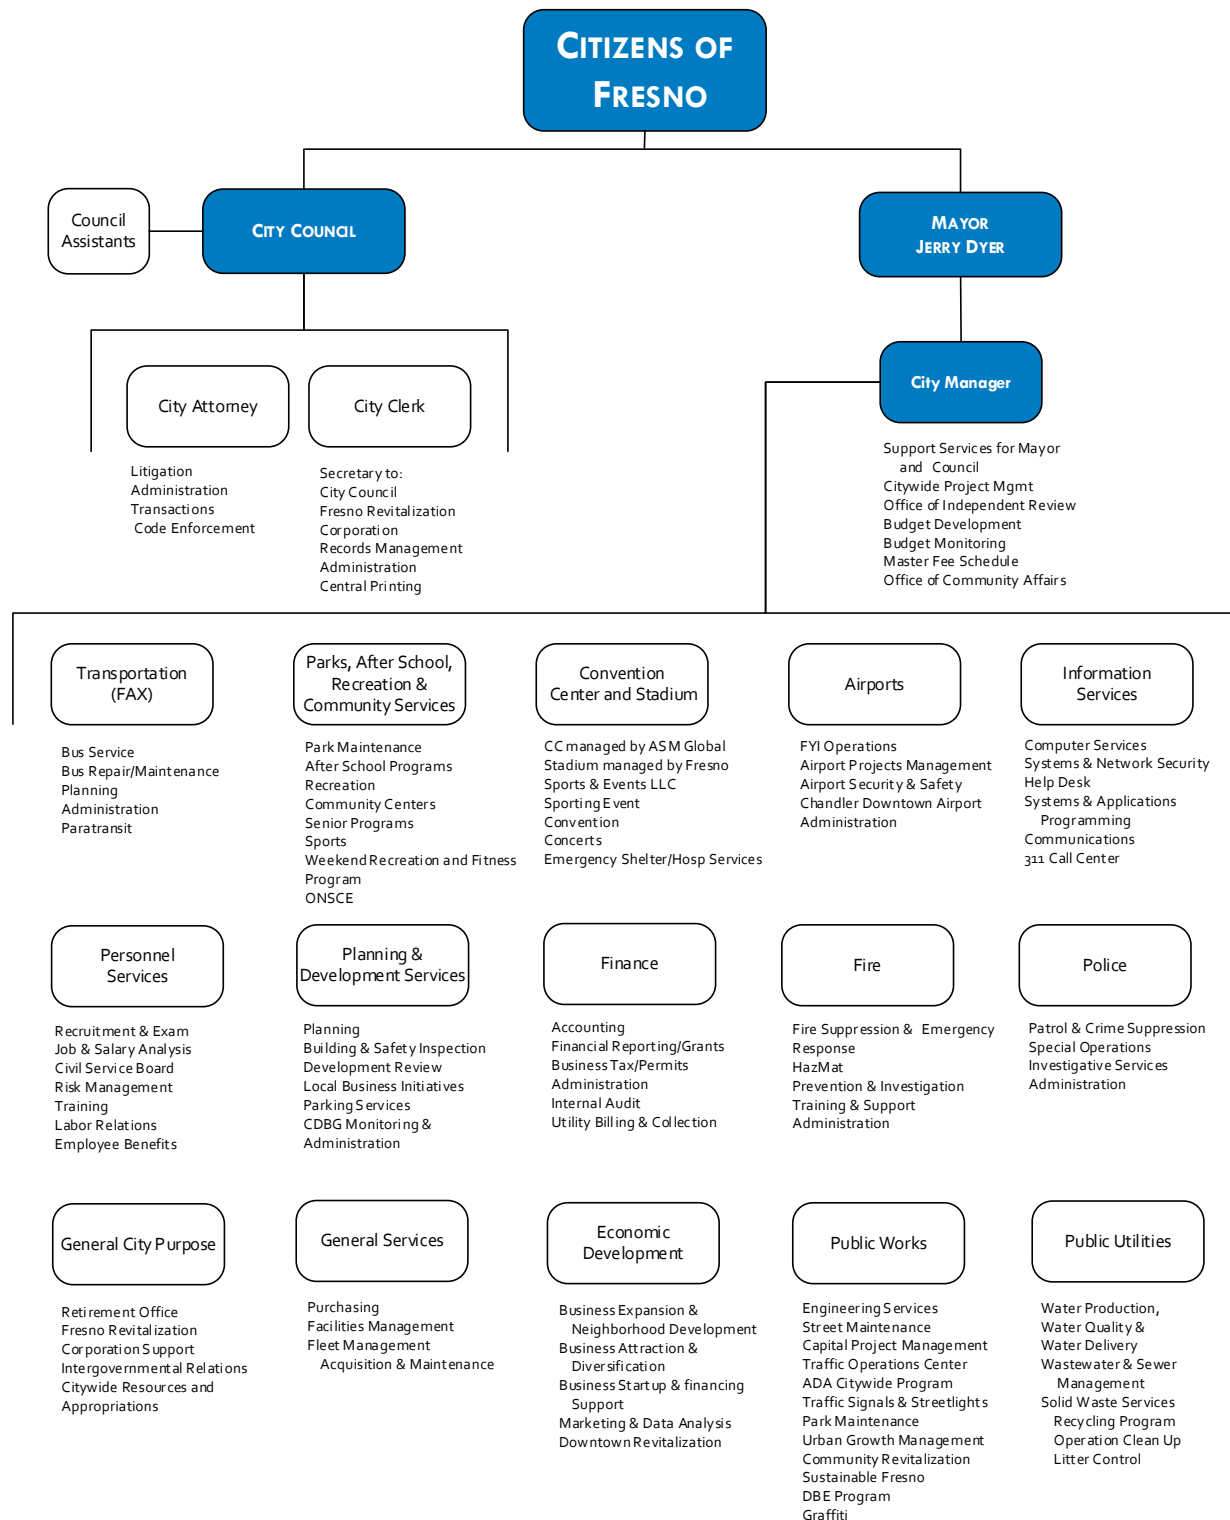 CITIZENS OF
FRESNO
Council
Assistants
CITY COUNCIL
MAYOR
JERRY DYER
City Manager
City Attorney
City Clerk
Litigation
Administration
Transactions
Code Enforcement
Secretary to:
City Council
Fresno Revitalization
Corporation
Records Management
Administration
Central Printing
Support Services for Mayor
and Council
Citywide Project Mgmt
Office of Independent Review
Budget Development
Budget Monitoring
Master Fee Schedule
Office of Community Affairs
Transportation
(FAX)
Bus Service
Bus Repair/Maintenance
Planning
Administration
Paratransit
Parks, After School,
Recreation &
Community Services
Park Maintenance
After School Programs
Recreation
Community Centers
Senior Programs
Sports
Weekend Recreation and Fitness
Program
ONSCE
Convention
Center and Stadium
CC managed by ASM Global
Stadium managed by Fresno
Sports & Events LLC
Sporting Event
Convention
Concerts
Emergency Shelter/Hosp Services
Airports
FYI Operations
Airport Projects Management
Airport Security & Safety
Chandler Downtown Airport
Administration
Information
Services
Computer Services
Systems & Network Security
Help Desk
Systems & Applications
Programming
Communications
311 Call Center
Personnel
Services
Recruitment & Exam
Job & Salary Analysis
Civil Service Board
Risk Management
Training
Labor Relations
Employee Benefits
Planning &
Development Services
Planning
Building & Safety Inspection
Development Review
Local Business Initiatives
Parking Services
CDBG Monitoring &
Administration
Finance
Accounting
Financial Reporting/Grants
Business Tax/Permits
Administration
Internal Audit
Utility Billing & Collection
Fire
Fire Suppression & Emergency
Response
HazMat
Prevention & Investigation
Training & Support
Administration
Police
Patrol & Crime Suppression
Special Operations
Investigative Services
Administration
General City Purpose
Retirement Office
Fresno Revitalization
Corporation Support
Intergovernmental Relations
Citywide Resources and
Appropriations
General Services
Purchasing
Facilities Management
Fleet Management
Acquisition & Maintenance
Economic
Development
Business Expansion &
Neighborhood Development
Business Attraction &
Diversification
Business Startup & financing
Support
Marketing & Data Analysis
Downtown Revitalization
Public Works
Engineering Services
Street Maintenance
Capital Project Management
Traffic Operations Center
ADA Citywide Program
Traffic Signals & Streetlights
Park Maintenance
Urban Growth Management
Community Revitalization
Sustainable Fresno
DBE Program
Graffiti
Public Utilities
Water Production,
Water Quality &
Water Delivery
Wastewater & Sewer
Management
Solid Waste Services
Recycling Program
Operation Clean Up
Litter Control